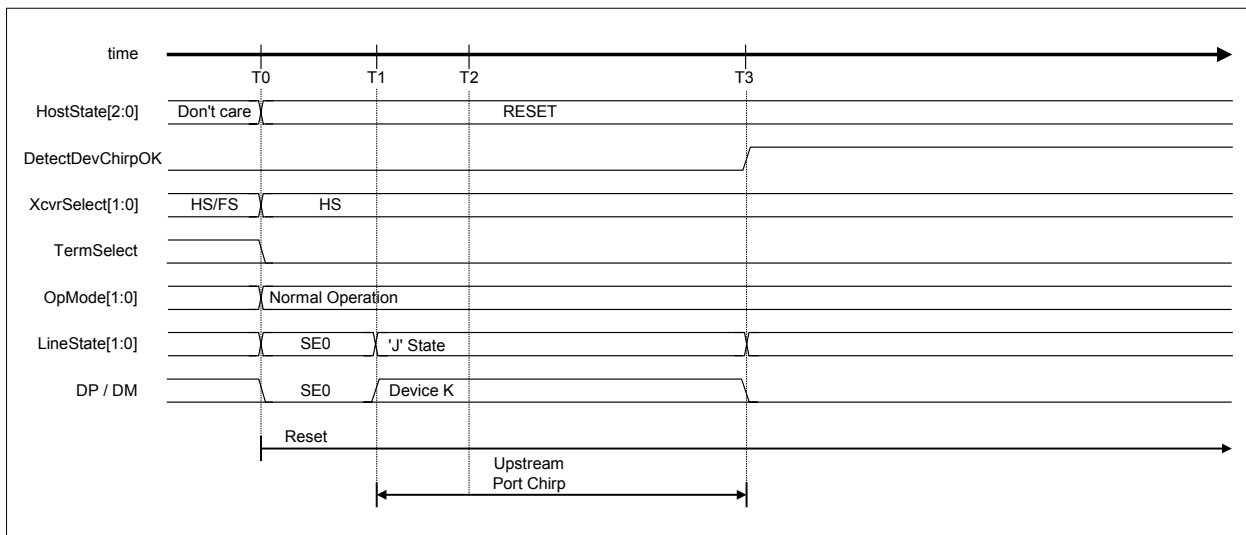 time
T0 T1 T2 T3
HostState[2:0] Don't care RESET
DetectDevChirpOK
XcvrSelect[1:0] HS/FS HS
TermSelect
OpMode[1:0] Normal Operation
LineState[1:0] SE0 'J' State
DP / DM SE0 Device K
Reset
Upstream
Port Chirp